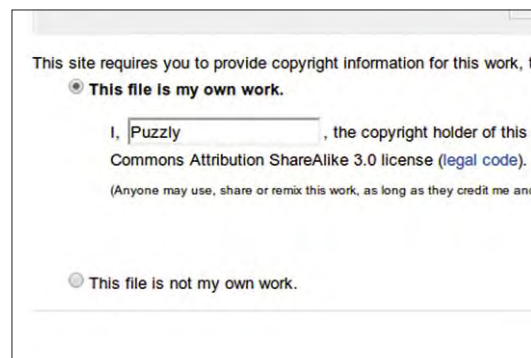 This site requires you to provide copyright information for this work,
This file is my own work.
I, Puzzly , the copyright holder of this
Commons Attribution ShareAlike 3.0 license (legal code).
(Anyone may use, share or remix this work, as long as they credit me and
This file is not my own work.